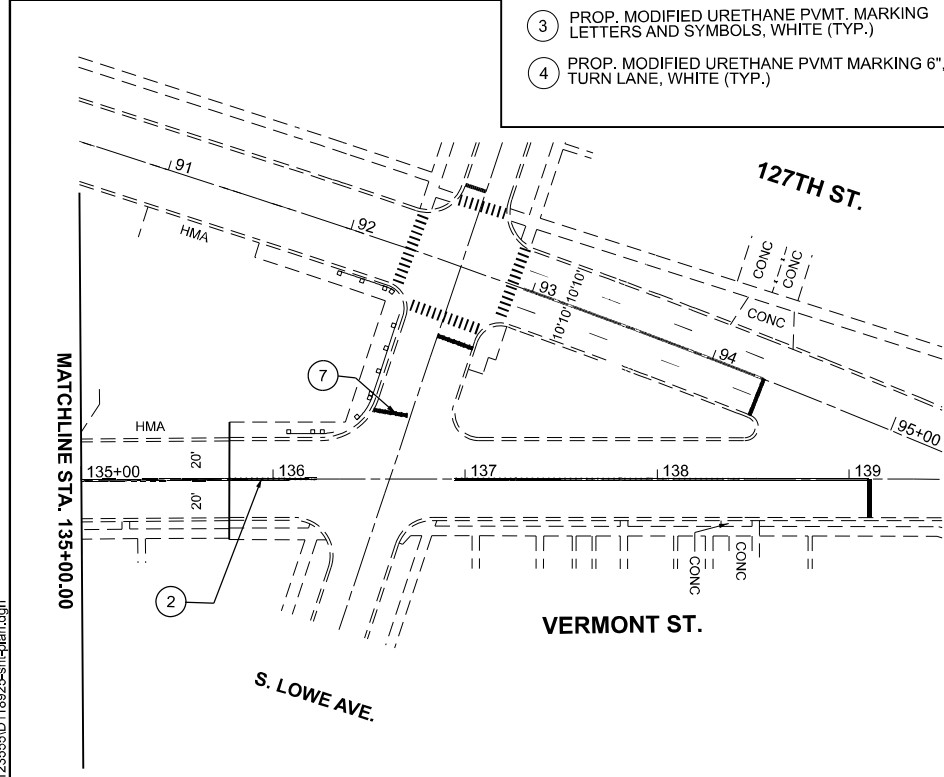 3 PROP. MODIFIED URETHANE PVMT. MARKING
LETTERS AND SYMBOLS, WHITE (TYP.)
4 PROP. MODIFIED URETHANE PVMT MARKING 6",
TURN LANE, WHITE (TYP.)
127TH ST.
91
92
93
94
95+00
HMA
10'10'
10'10'
CONC
CONC
CONC
7
MATCHLINE STA. 135+00.00
HMA
20'
20'
135+00
136
137
138
139
2
CONC
CONC
VERMONT ST.
S. LOWE AVE.